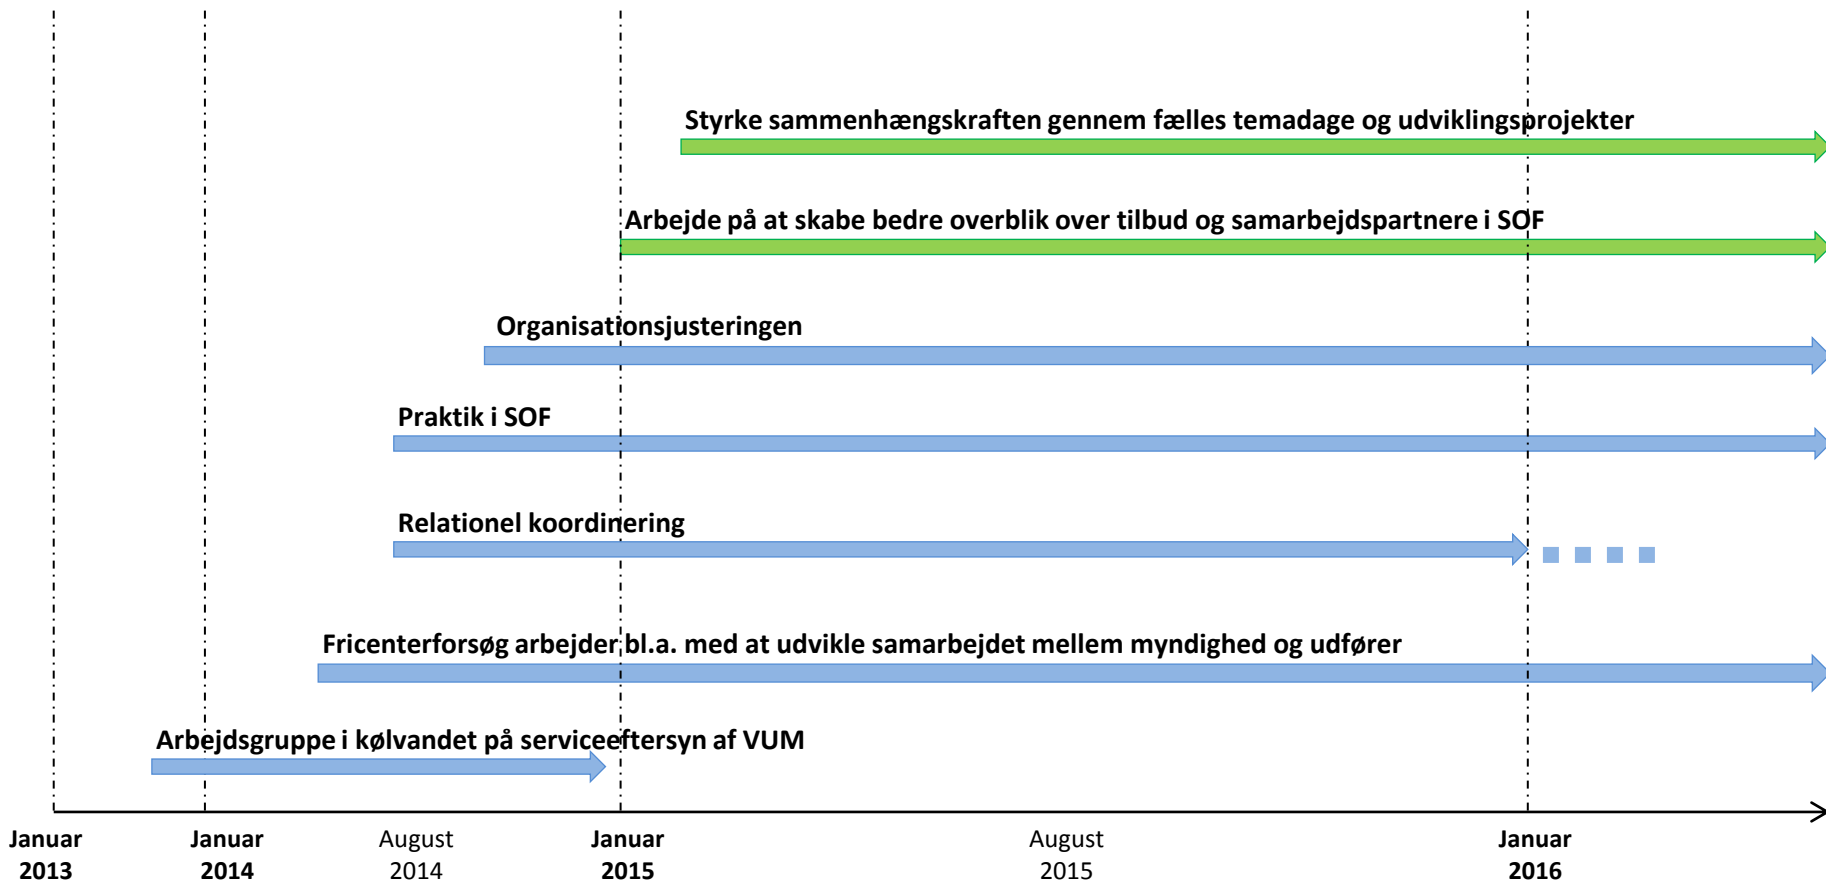 Styrke sammenhængskraften gennem fælles temadage og udviklingsprojekter
Arbejde på at skabe bedre overblik over tilbud og samarbejdspartnere i SOF
Organisationsjusteringen
Praktik i SOF
Relationel koordinering
Fricenterforsøg arbejder bl.a. med at udvikle samarbejdet mellem myndighed og udfører
Arbejdsgruppe i kølvandet på serviceeftersyn af VUM
Januar
2013
Januar
2014
August
2014
Januar
2015
August
2015
Januar
2016